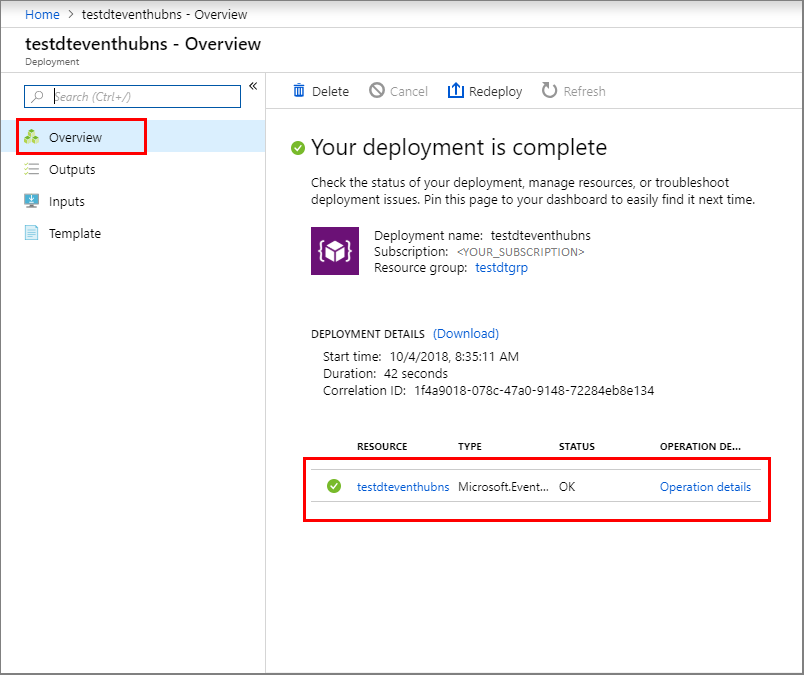 Home > testdteventhubns - Overview
testdteventhubns - Overview
Deployment
Search (Ctrl+/)
«
Overview
Outputs
Inputs
Template
Delete Cancel Redeploy Refresh
Your deployment is complete
Check the status of your deployment, manage resources, or troubleshoot
deployment issues. Pin this page to your dashboard to easily find it next time.
Deployment name: testdteventhubns
Subscription: <YOUR_SUBSCRIPTION>
Resource group: testdtgrp
DEPLOYMENT DETAILS (Download)
Start time: 10/4/2018, 8:35:11 AM
Duration: 42 seconds
Correlation ID: 1f4a9018-078c-47a0-9148-72284eb8e134
RESOURCE TYPE STATUS OPERATION DE...
testdteventhubns Microsoft.Event... OK Operation details